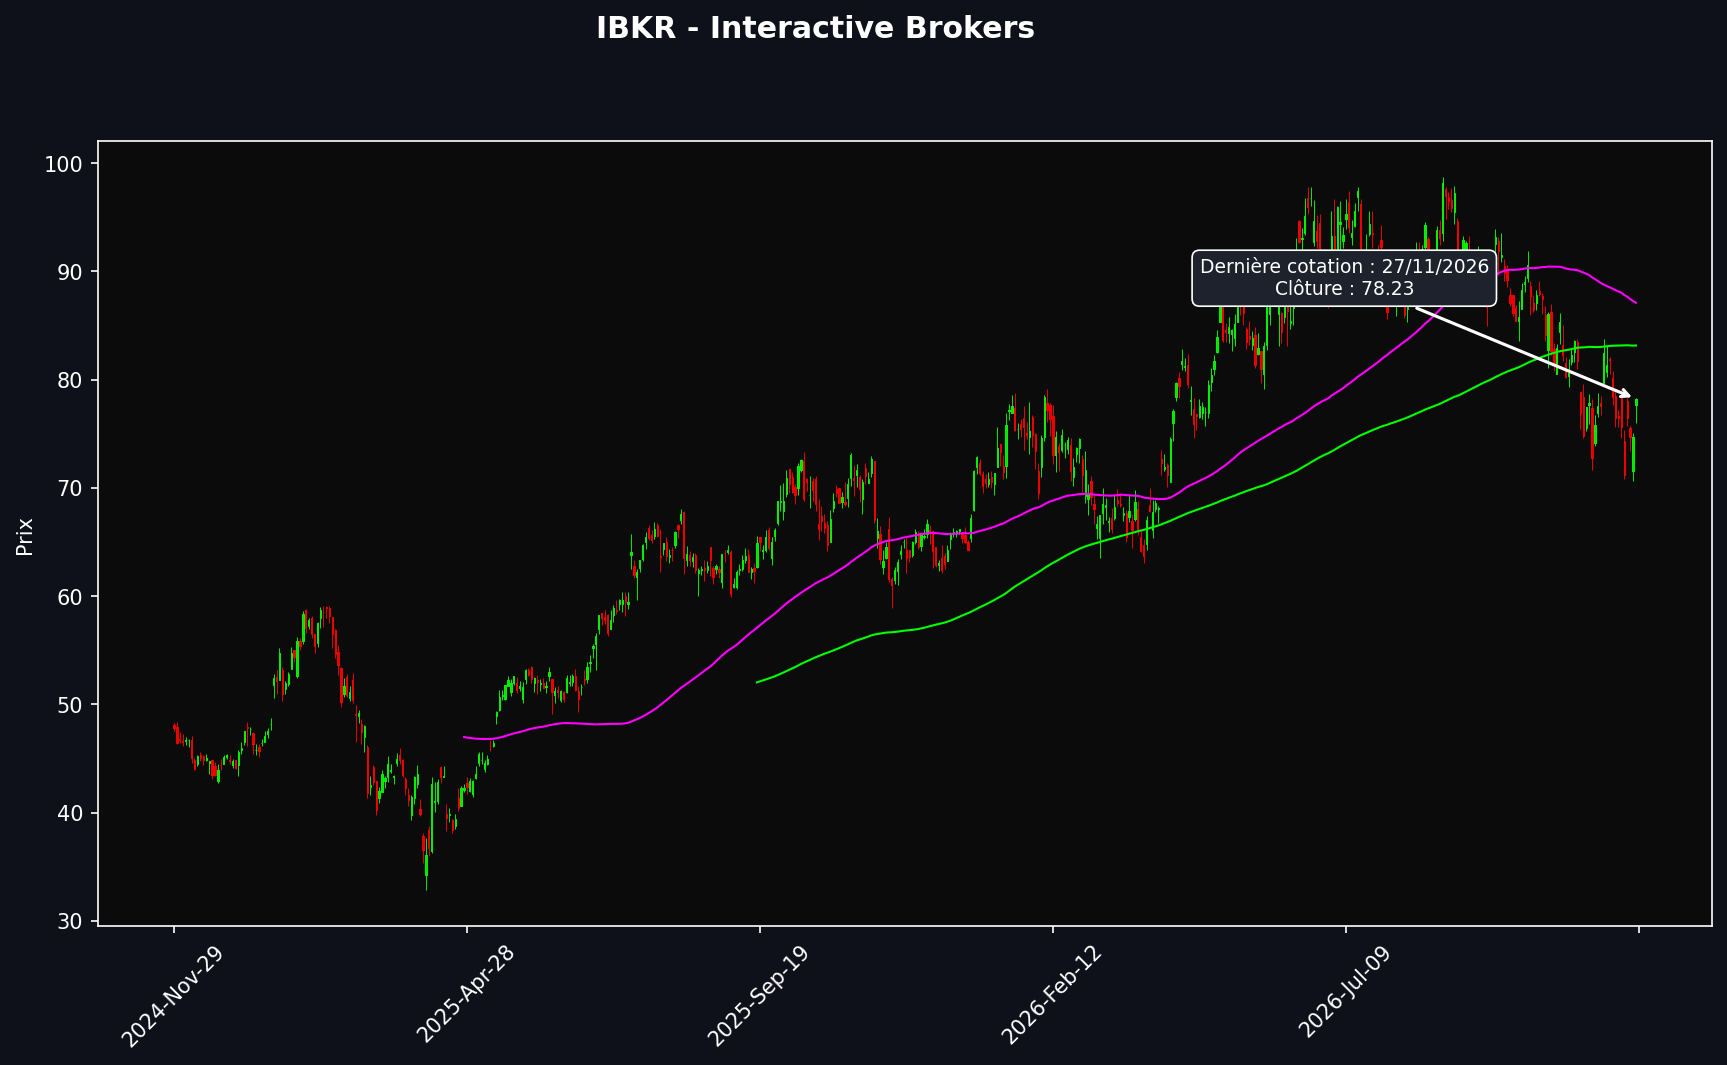 IBKR - Interactive Brokers
Prix
100
90
80
70
60
50
40
30
Dernière cotation : 27/11/2026
Clôture : 78.23
2024-Nov-29
2025-Apr-28
2025-Sep-19
2026-Feb-12
2026-Jul-09